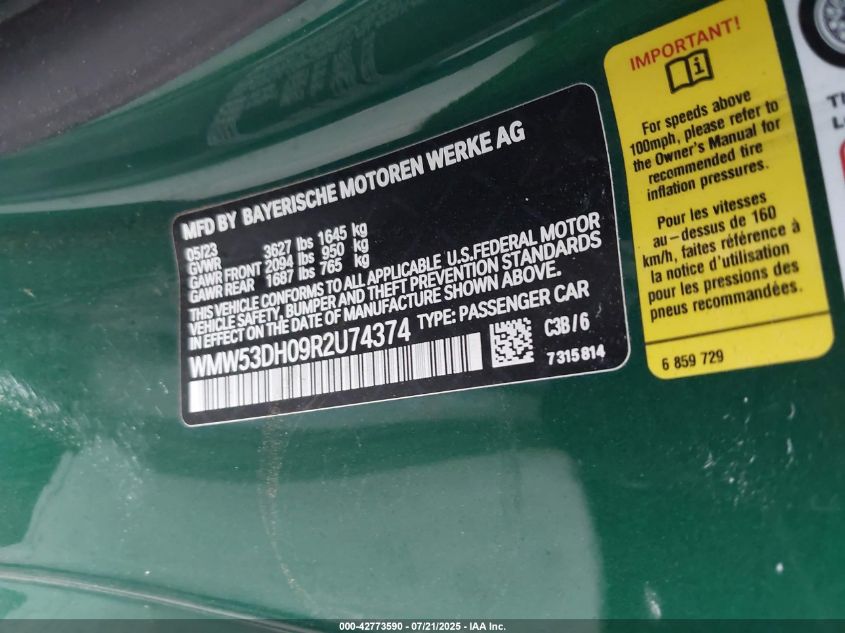 MFD BY BAYERISCHE MOTOREN WERKE AG
05/23
GVWR 3627 lbs 1645 kg
GAWR FRONT 2094 lbs 950 kg
GAWR REAR 1687 lbs 765 kg
THIS VEHICLE CONFORMS TO ALL APPLICABLE U.S.FEDERAL MOTOR
VEHICLE SAFETY, BUMPER AND THEFT PREVENTION STANDARDS
IN EFFECT ON THE DATE OF MANUFACTURE SHOWN ABOVE.
WMW53DH09R2U74374 TYPE: PASSENGER CAR
C3B/6
7315814
IMPORTANT!
i
For speeds above
100mph, please refer to
the Owner's Manual for
recommended tire
inflation pressures.
Pour les vitesses
au-dessus de 160
km/h, faites référence à
la notice d'utilisation
pour les pressions des
pneus recommandées.
6 859 729
000-42773590 - 07/21/2025 - IAA Inc.